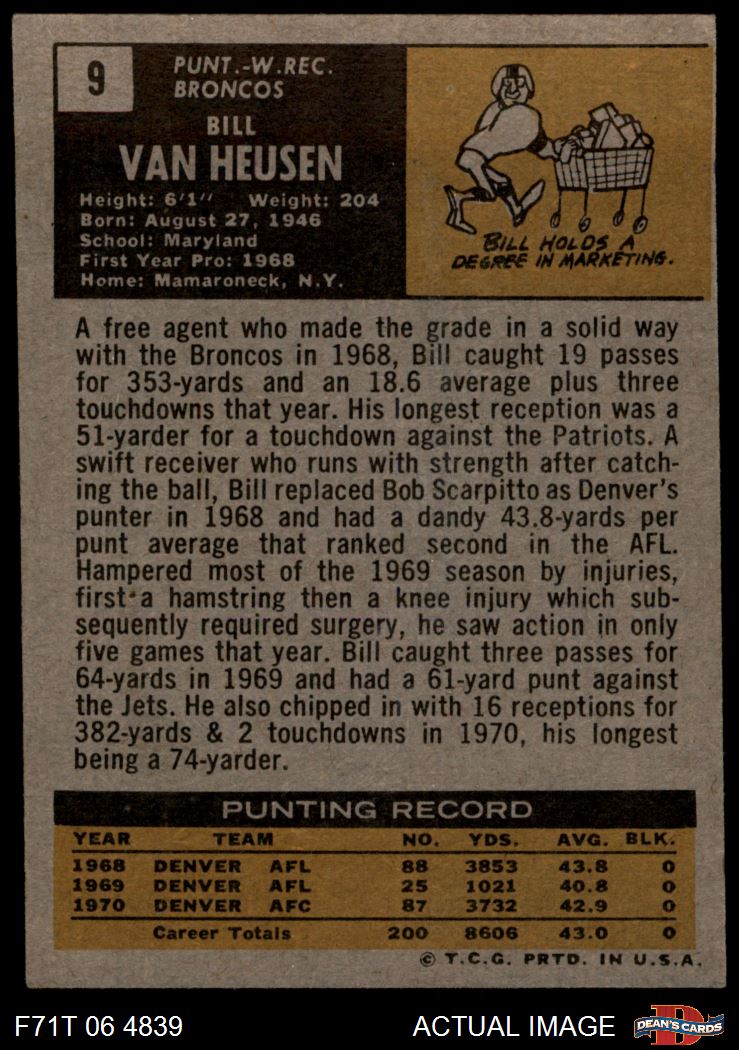 9
PUNT.-W.REC.
BRONCOS
BILL
VAN HEUSEN
Height: 6'1" Weight: 204
Born: August 27, 1946
School: Maryland
First Year Pro: 1968
Home: Mamaroneck, N.Y.
BILL HOLDS A
DEGREE IN MARKETING.
A free agent who made the grade in a solid way
with the Broncos in 1968, Bill caught 19 passes
for 353-yards and an 18.6 average plus three
touchdowns that year. His longest reception was a
51-yarder for a touchdown against the Patriots. A
swift receiver who runs with strength after catch-
ing the ball, Bill replaced Bob Scarpitto as Denver's
punter in 1968 and had a dandy 43.8-yards per
punt average that ranked second in the AFL.
Hampered most of the 1969 season by injuries,
first a hamstring then a knee injury which sub-
sequently required surgery, he saw action in only
five games that year. Bill caught three passes for
64-yards in 1969 and had a 61-yard punt against
the Jets. He also chipped in with 16 receptions for
382-yards & 2 touchdowns in 1970, his longest
being a 74-yarder.
PUNTING RECORD
YEAR TEAM NO. YDS. AVG. BLK.
1968 DENVER AFL 88 3853 43.8 0
1969 DENVER AFL 25 1021 40.8 0
1970 DENVER AFC 87 3732 42.9 0
Career Totals 200 8606 43.0 0
© T.C.G. PRTD. IN U.S.A.
F71T 06 4839 ACTUAL IMAGE D DEAN'S CARDS